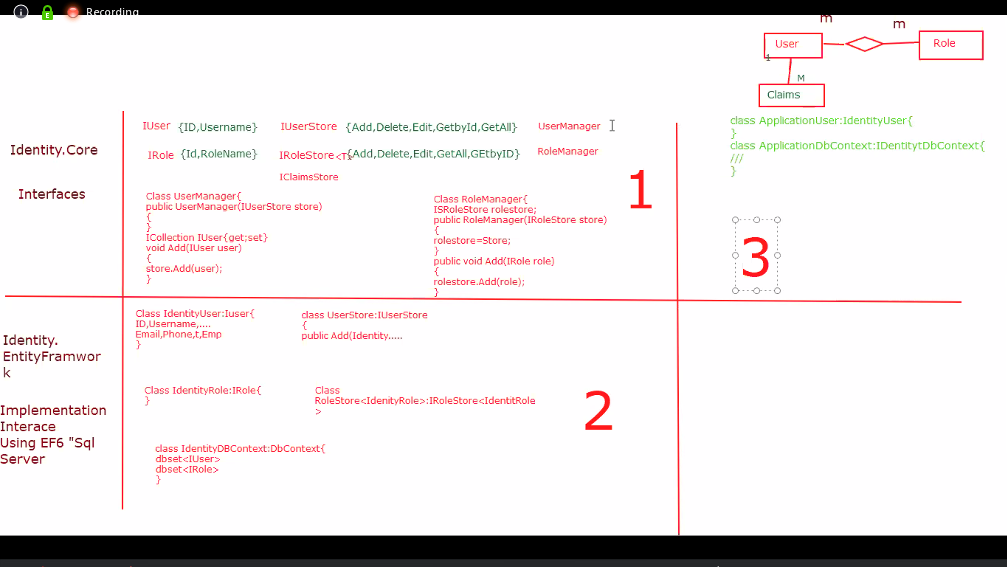 Recording
m
m
User
Role
1
M
Claims
IUser {ID,Username} IUserStore {Add,Delete,Edit,GetbyId,GetAll} UserManager
Identity.Core
IRole {Id,RoleName} IRoleStore<T> {Add,Delete,Edit,GetAll,GEtbyID} RoleManager
IClaimsStore
Interfaces
Class UserManager{
public UserManager(IUserStore store)
{
}
ICollection IUser{get;set}
void Add(IUser user)
{
store.Add(user);
}
Class RoleManager{
ISRoleStore rolestore;
public RoleManager(IRoleStore store)
{
rolestore=Store;
}
public void Add(IRole role)
{
rolestore.Add(role);
}
1
class ApplicationUser:IdentityUser{
}
class ApplicationDbContext:IDentitytDbContext{
///
}
3
Identity.
EntityFramwor
k
Implementation
Interace
Using EF6 "Sql
Server
Class IdentityUser:Iuser{
ID,Username,....
Email,Phone,t,Emp
}
class UserStore:IUserStore
{
public Add(Identity.....
Class IdentityRole:IRole{
}
Class
RoleStore<IdenityRole>:IRoleStore<IdentitRole
>
2
class IdentityDBContext:DbContext{
dbset<IUser>
dbset<IRole>
}